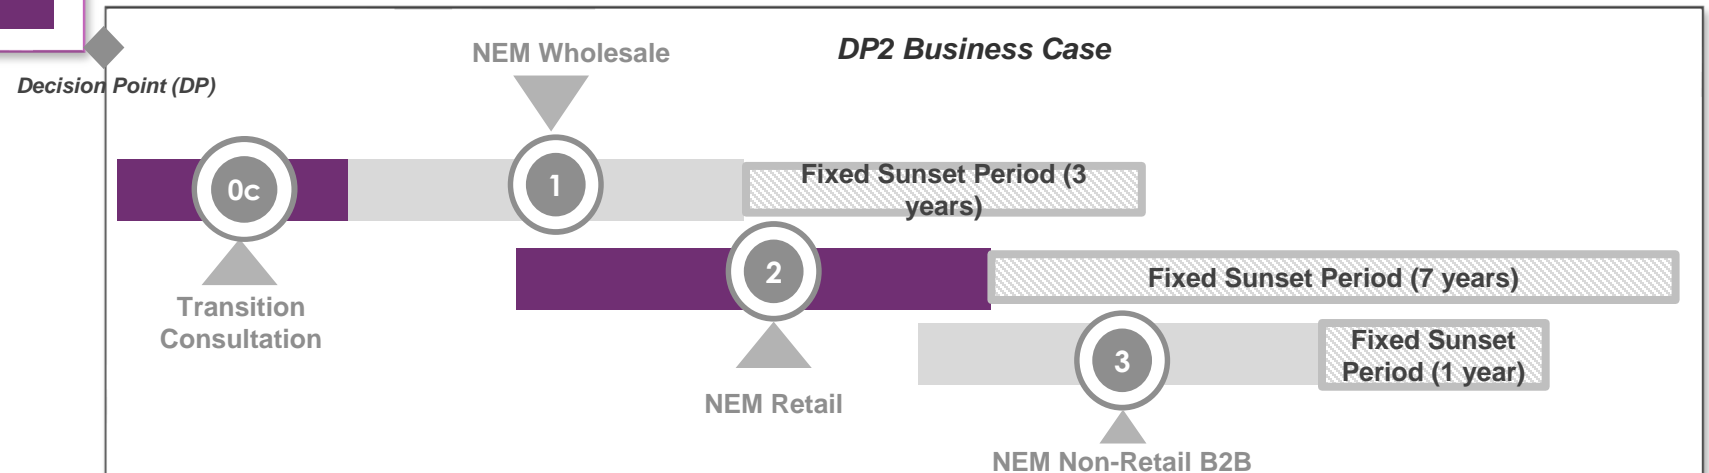 NEM Wholesale
DP2 Business Case
Decision Point (DP)
0c
1
Fixed Sunset Period (3
years)
2
Fixed Sunset Period (7 years)
Transition
Consultation
3
Fixed Sunset
Period (1 year)
NEM Retail
NEM Non-Retail B2B